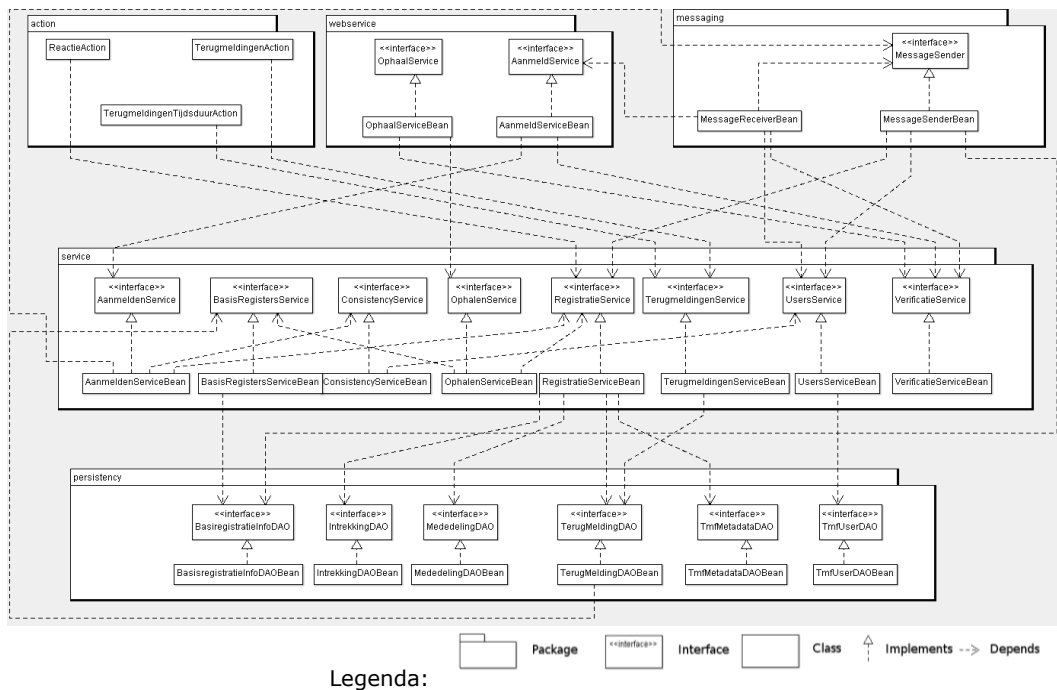 action
webservice
messaging
ReactieAction
TerugmeldingenAction
<<interface>>
OphaalService
<<interface>>
AanmeldService
<<interface>>
MessageSender
TerugmeldingenTijdsduurAction
OphaalServiceBean
AanmeldServiceBean
MessageReceiverBean
MessageSenderBean
service
<<interface>>
AanmeldenService
<<interface>>
BasisRegistersService
<<interface>>
ConsistencyService
<<interface>>
OphalenService
<<interface>>
RegistratieService
<<interface>>
TerugmeldingenService
<<interface>>
UsersService
<<interface>>
VerificatieService
AanmeldenServiceBean
BasisRegistersServiceBean
ConsistencyServiceBean
OphalenServiceBean
RegistratieServiceBean
TerugmeldingenServiceBean
UsersServiceBean
VerificatieServiceBean
persistency
<<interface>>
BasiregistratieInfoDAO
<<interface>>
IntrekkingDAO
<<interface>>
MededelingDAO
<<interface>>
TerugMeldingDAO
<<interface>>
TmfMetadataDAO
<<interface>>
TmfUserDAO
BasisregistratieInfoDAOBean
IntrekkingDAOBean
MededelingDAOBean
TerugMeldingDAOBean
TmfMetadataDAOBean
TmfUserDAOBean
Package
<<interface>>
Interface
Class
Implements
Depends
Legenda: